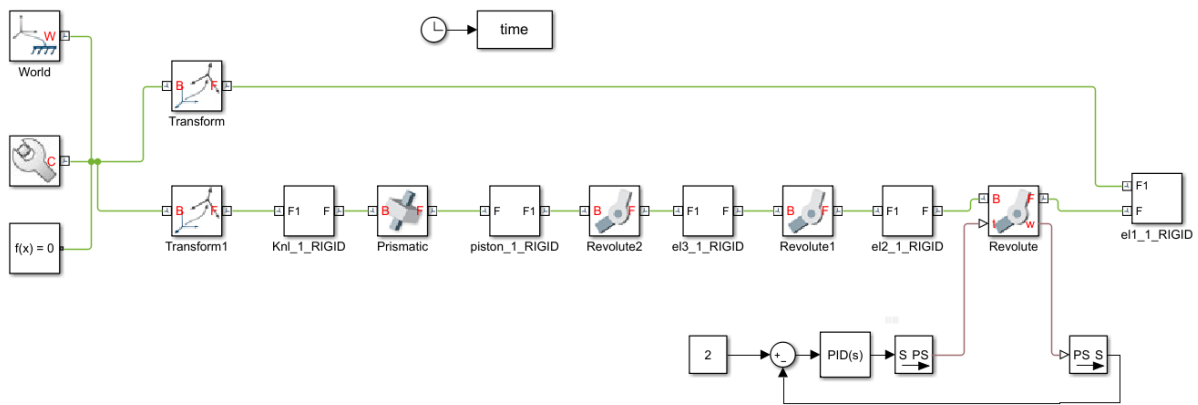 time
W
World
B F
Transform
C
B F
Transform1
F1 F
Knl_1_RIGID
B F
Prismatic
F F1
piston_1_RIGID
B F
Revolute2
F1 F
el3_1_RIGID
B F
Revolute1
F1 F
el2_1_RIGID
B F
t w
Revolute
F1
F
el1_1_RIGID
f(x) = 0
2
+
−
PID(s)
S PS
PS S